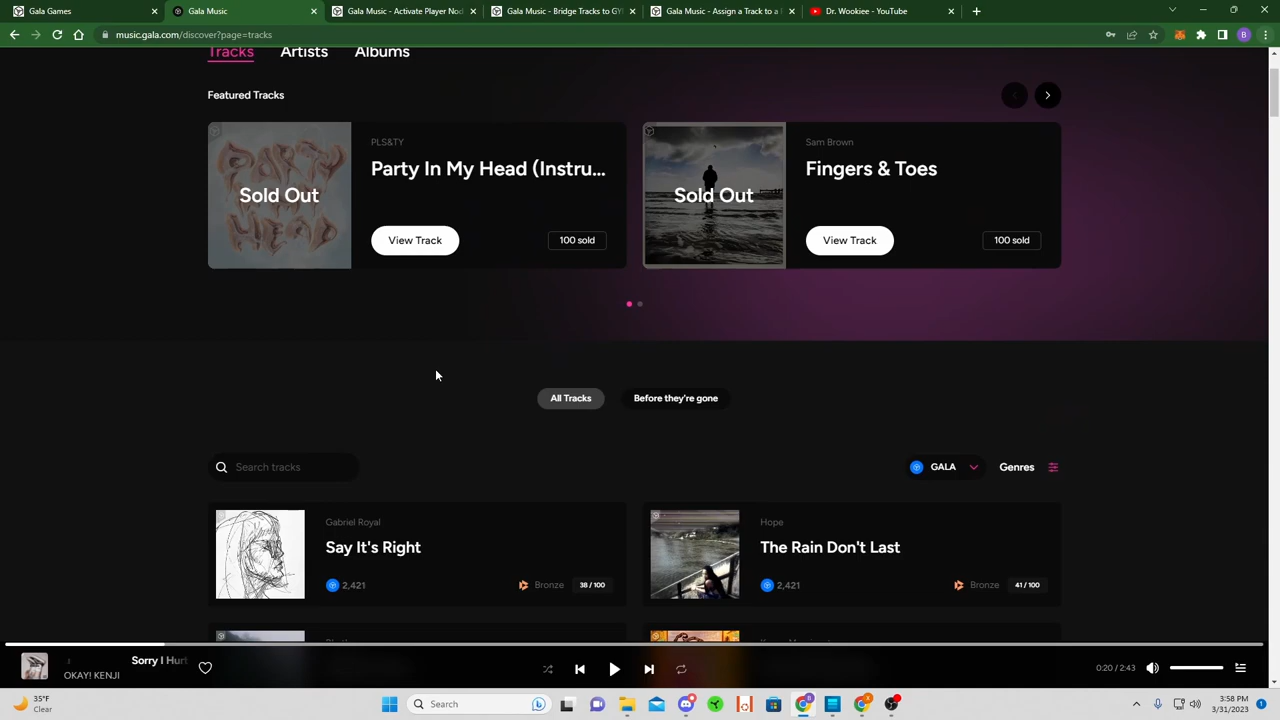 Gala Games
Gala Music
Gala Music - Activate Player Nod
Gala Music - Bridge Tracks to GY
Gala Music - Assign a Track to a
Dr. Wookiee - YouTube
music.gala.com/discover?page=tracks
B
Tracks
Artists
Albums
Featured Tracks
Sold Out
PLS&TY
Party In My Head (Instru...
View Track
100 sold
Sold Out
Sam Brown
Fingers & Toes
View Track
100 sold
All Tracks
Before they're gone
Search tracks
GALA
Genres
Gabriel Royal
Say It's Right
2,421
Bronze
38 / 100
Hope
The Rain Don't Last
2,421
Bronze
41 / 100
Sorry I Hurt
OKAY! KENJI
0:20 / 2:43
35°F
Clear
Search
3:58 PM
3/31/2023